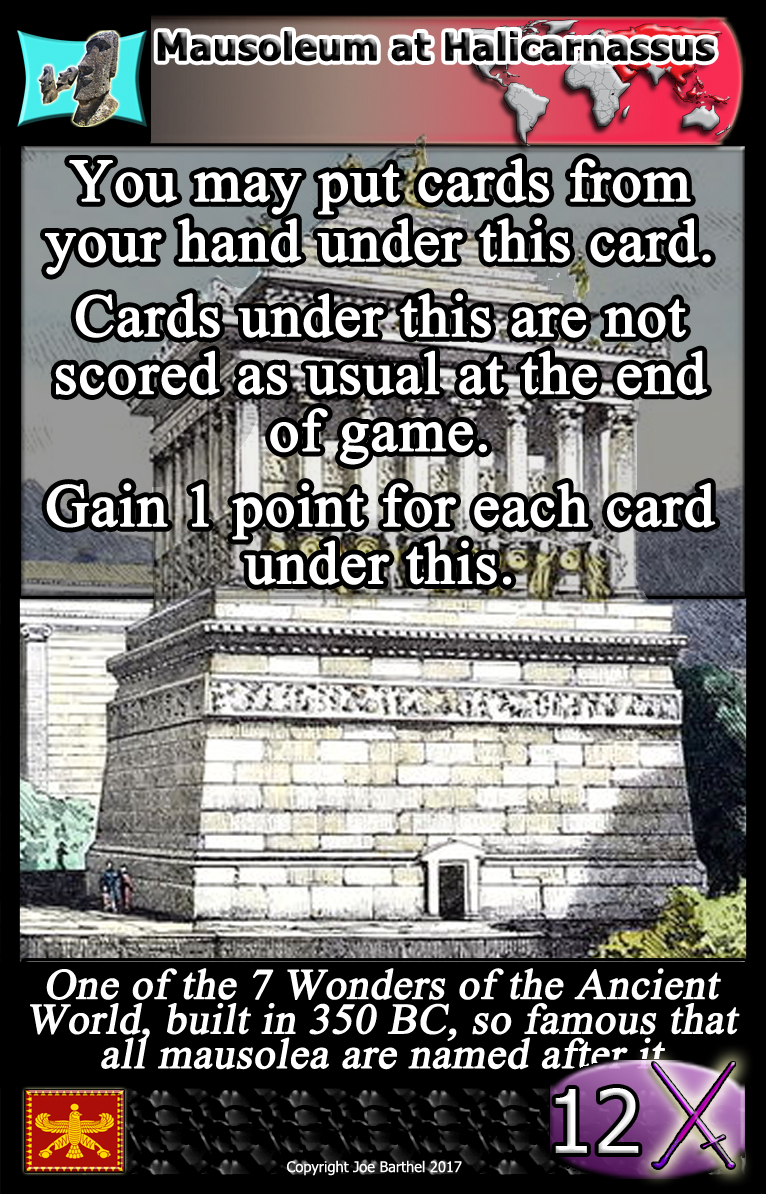 Mausoleum at Halicarnassus
You may put cards from
your hand under this card.
Cards under this are not
scored as usual at the end
of game.
Gain 1 point for each card
under this.
One of the 7 Wonders of the Ancient
World, built in 350 BC, so famous that
all mausolea are named after it
12
Copyright Joe Barthel 2017